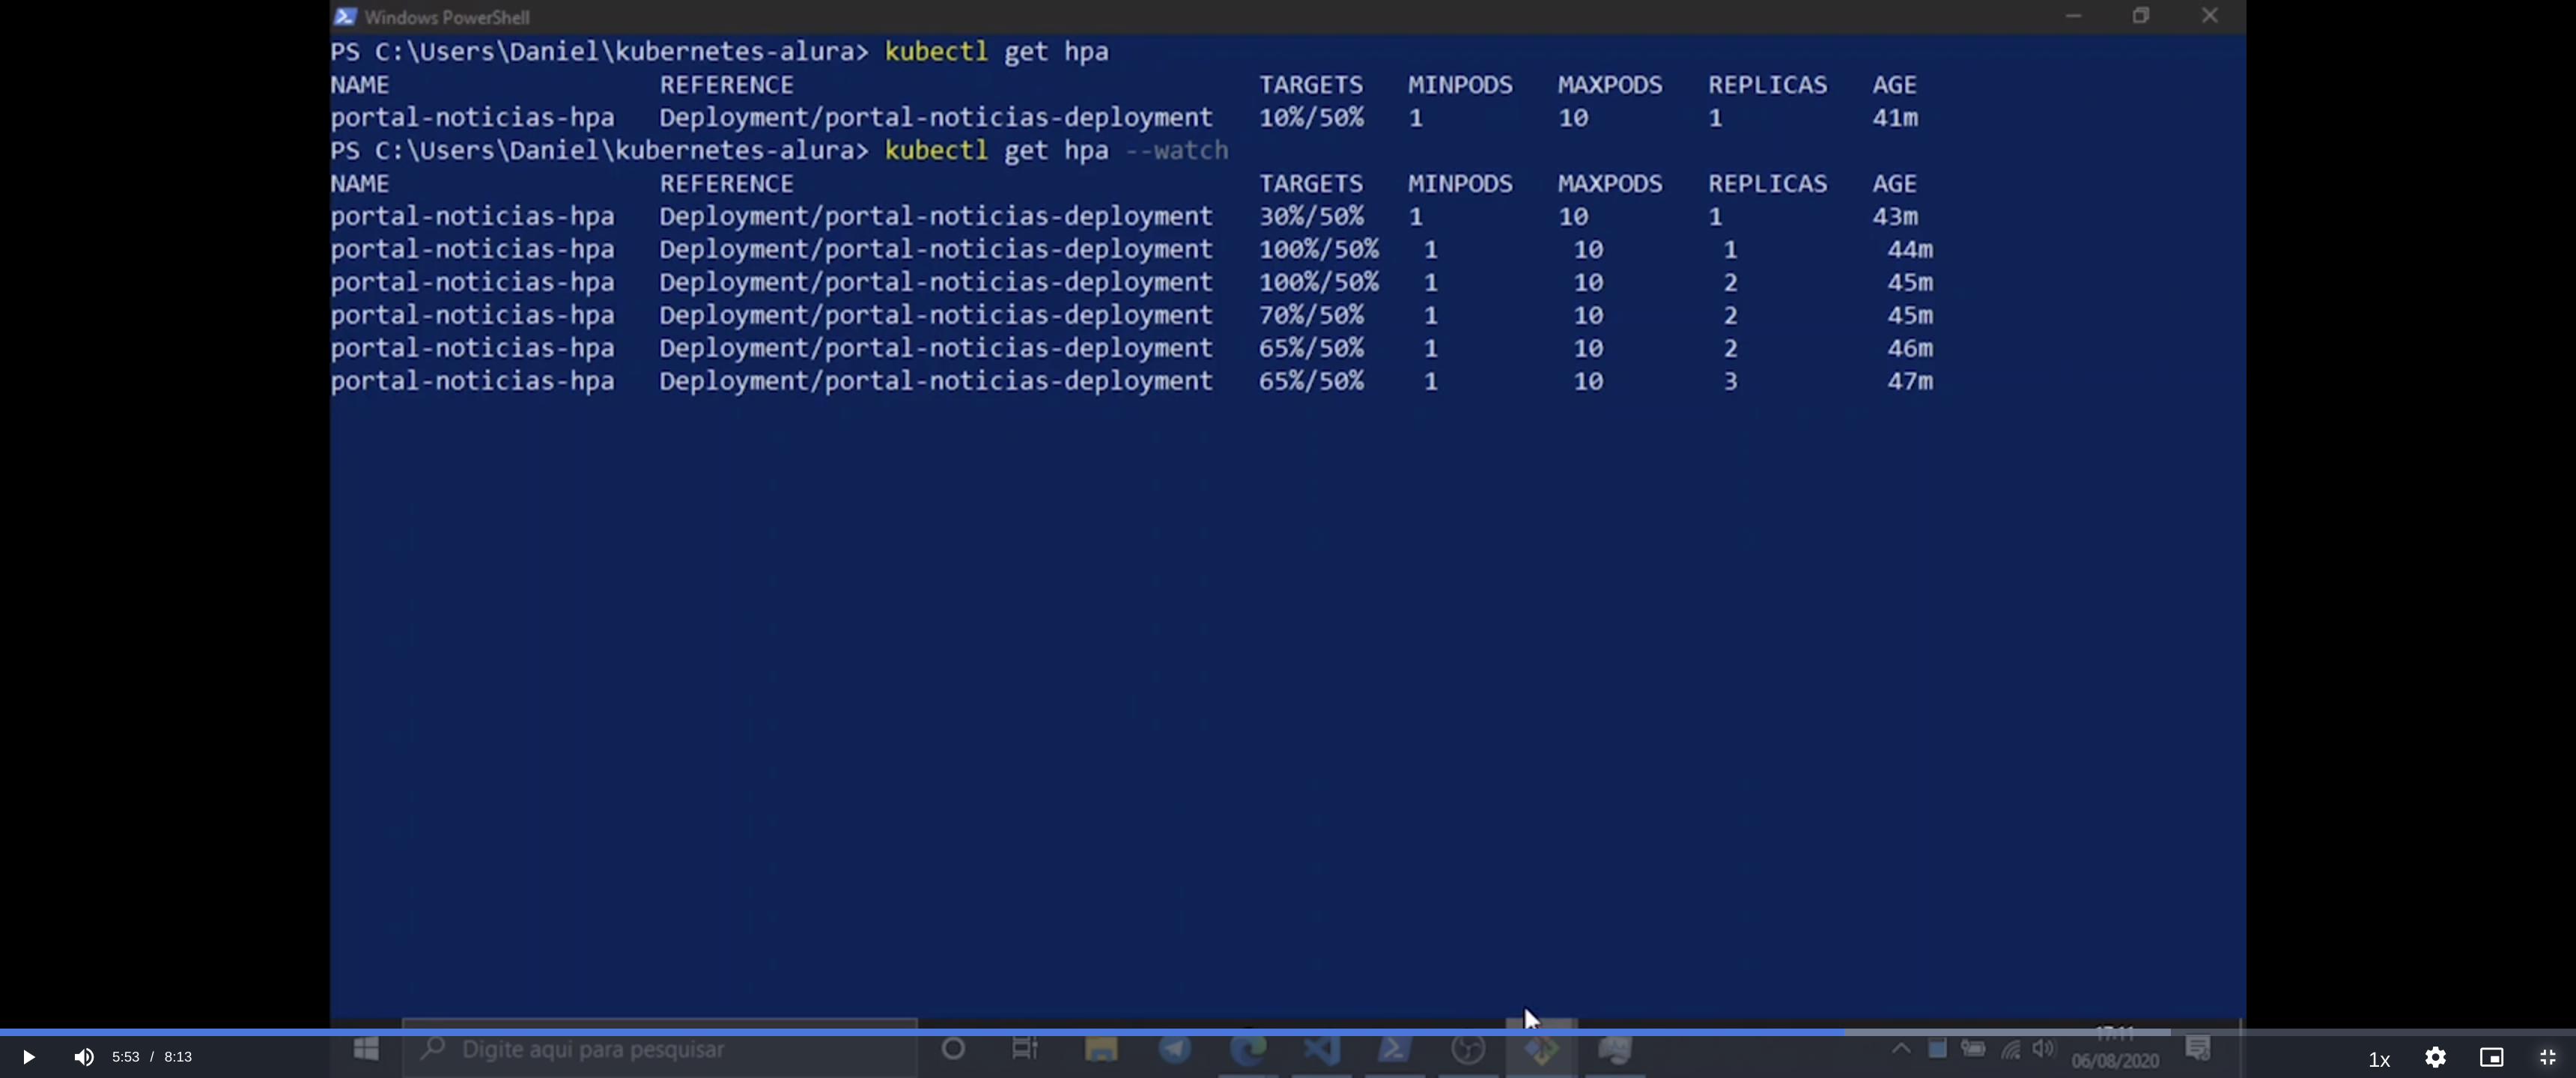 Windows PowerShell
PS C:\Users\Daniel\kubernetes-alura> kubectl get hpa
NAME REFERENCE TARGETS MINPODS MAXPODS REPLICAS AGE
portal-noticias-hpa Deployment/portal-noticias-deployment 10%/50% 1 10 1 41m
PS C:\Users\Daniel\kubernetes-alura> kubectl get hpa --watch
NAME REFERENCE TARGETS MINPODS MAXPODS REPLICAS AGE
portal-noticias-hpa Deployment/portal-noticias-deployment 30%/50% 1 10 1 43m
portal-noticias-hpa Deployment/portal-noticias-deployment 100%/50% 1 10 1 44m
portal-noticias-hpa Deployment/portal-noticias-deployment 100%/50% 1 10 2 45m
portal-noticias-hpa Deployment/portal-noticias-deployment 70%/50% 1 10 2 45m
portal-noticias-hpa Deployment/portal-noticias-deployment 65%/50% 1 10 2 46m
portal-noticias-hpa Deployment/portal-noticias-deployment 65%/50% 1 10 3 47m
17:11
Digite aqui para pesquisar
06/08/2020
5:53 / 8:13
1x